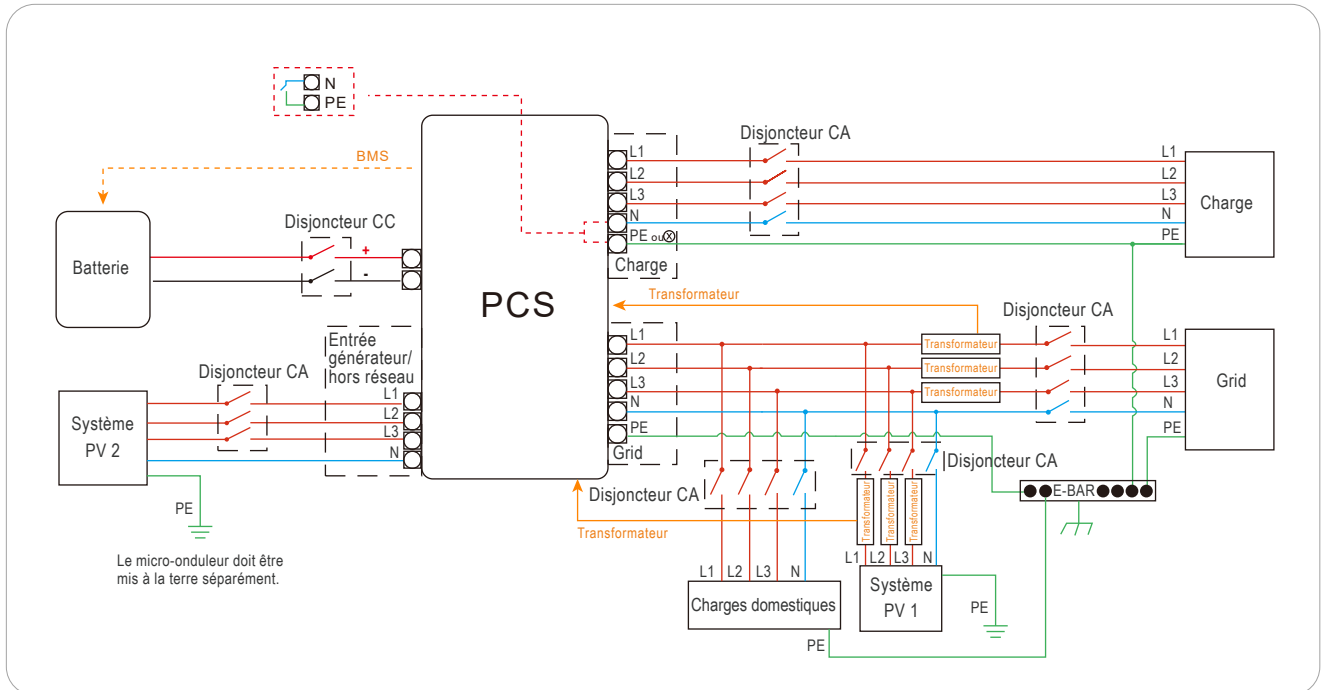 N
PE
BMS
Batterie
Disjoncteur CC
+
-
PCS
L1
L2
L3
N
PE ou ⊗
Charge
Disjoncteur CA
L1
L2
L3
N
PE
Charge
Transformateur
L1
L2
L3
N
PE
Grid
Transformateur
Transformateur
Transformateur
Disjoncteur CA
L1
L2
L3
N
PE
Grid
Entrée
générateur/
hors réseau
L1
L2
L3
N
Disjoncteur CA
Système
PV 2
PE
Le micro-onduleur doit être
mis à la terre séparément.
Disjoncteur CA
Transformateur
Disjoncteur CA
Transformateur
Transformateur
Transformateur
E-BAR
L1 L2 L3 N
Charges domestiques
PE
L1 L2 L3 N
Système
PV 1
PE